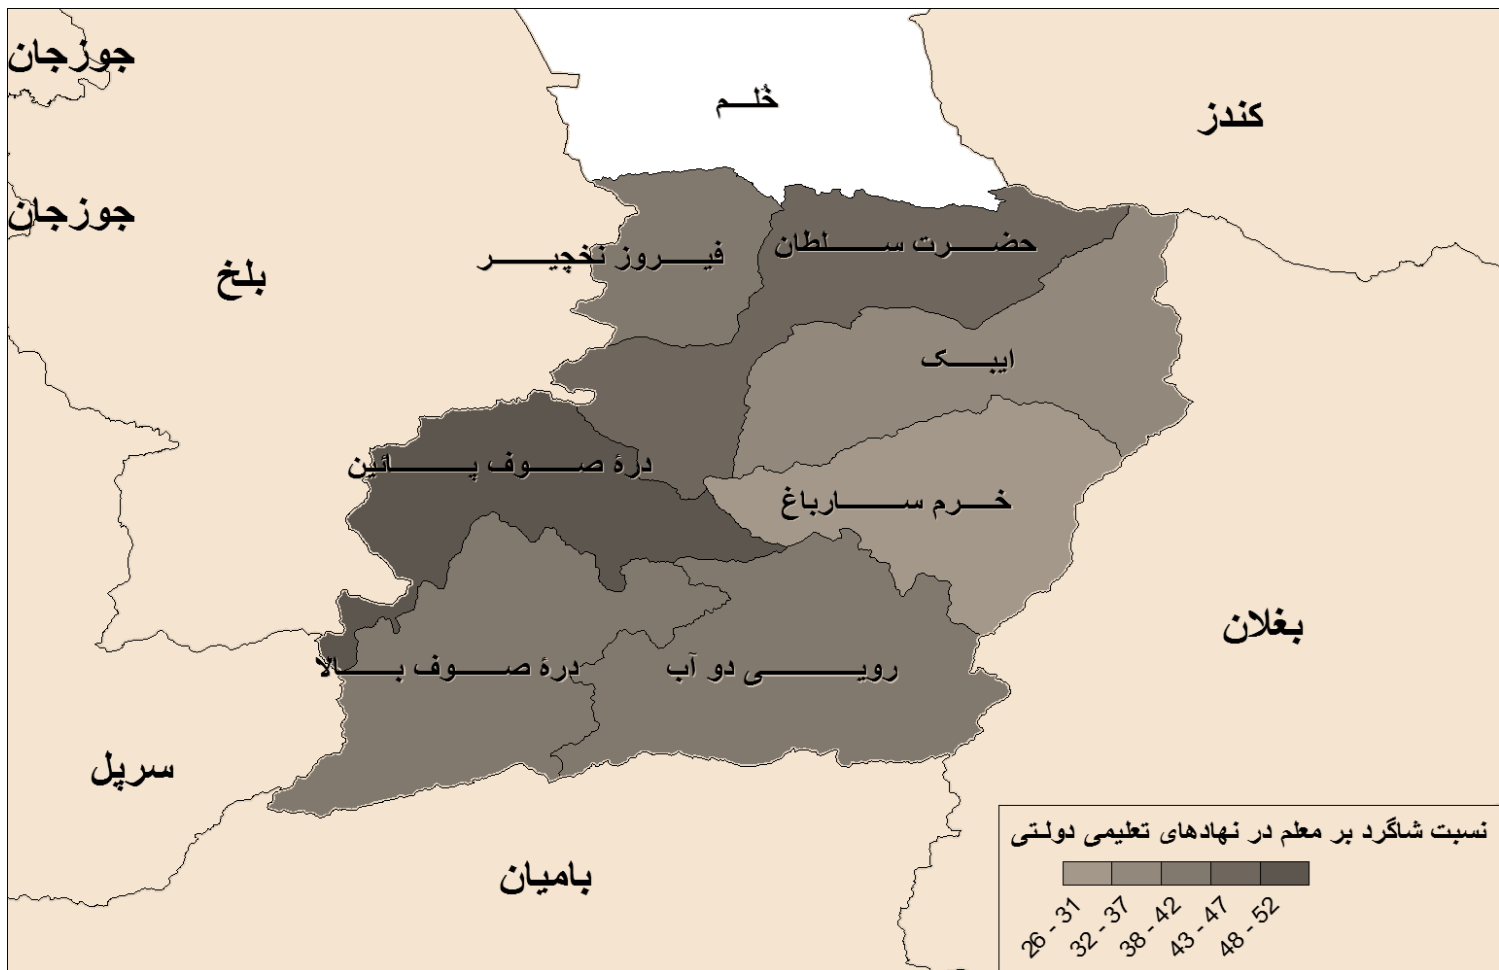 جوزجان
خُلم
کندز
جوزجان
حضرت سلطان
فیروز نخچیر
بلخ
ایبک
درۀ صوف پائین
خرم سارباغ
بغلان
رویی دو آب
درۀ صوف بالا
سرپل
بامیان
نسبت شاگرد بر معلم در نهادهای تعلیمی دولتی
26 - 31
32 - 37
38 - 42
43 - 47
48 - 52